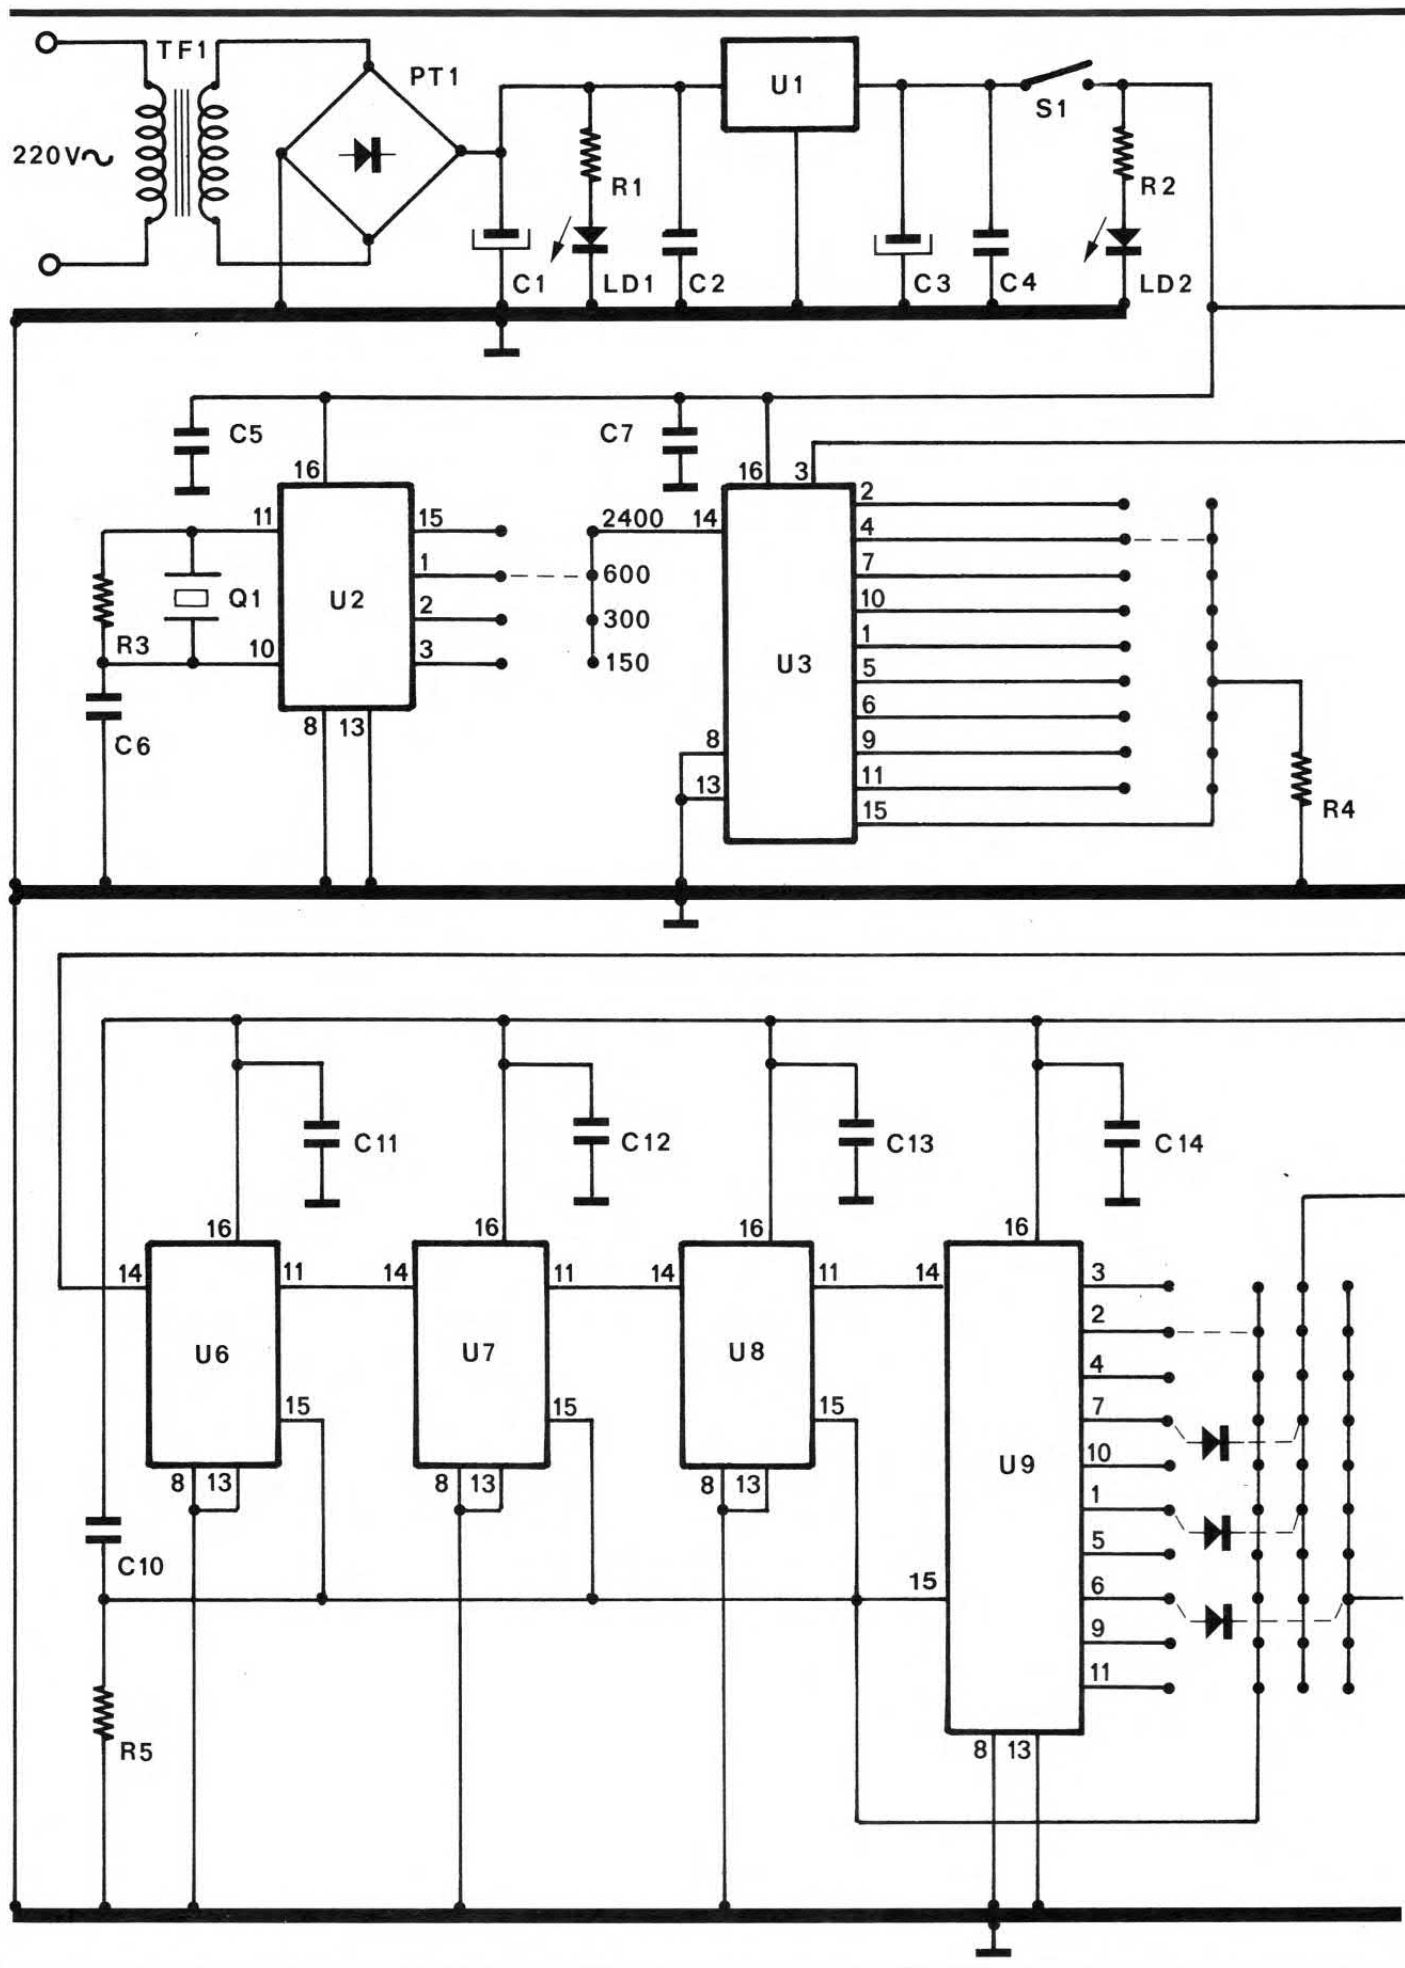 TF1 PT1 U1
220V~ R1 S1 R2
C1 LD1 C2 C3 C4 LD2
C5 C7
16 16 3
11 15 2400 14 2
1 600 4
Q1 U2 2 300 7
R3 10 3 150 10
8 13 U3 1
C6 8 5
13 6
9
11
15
R4
C11 C12 C13 C14
16 16 16 16
14 11 14 11 14 11 14 3
U6 U7 U8 2
15 15 15 4
8 13 8 13 8 13 U9 7
10
1
C10 5
15 6
9
11
R5 8 13